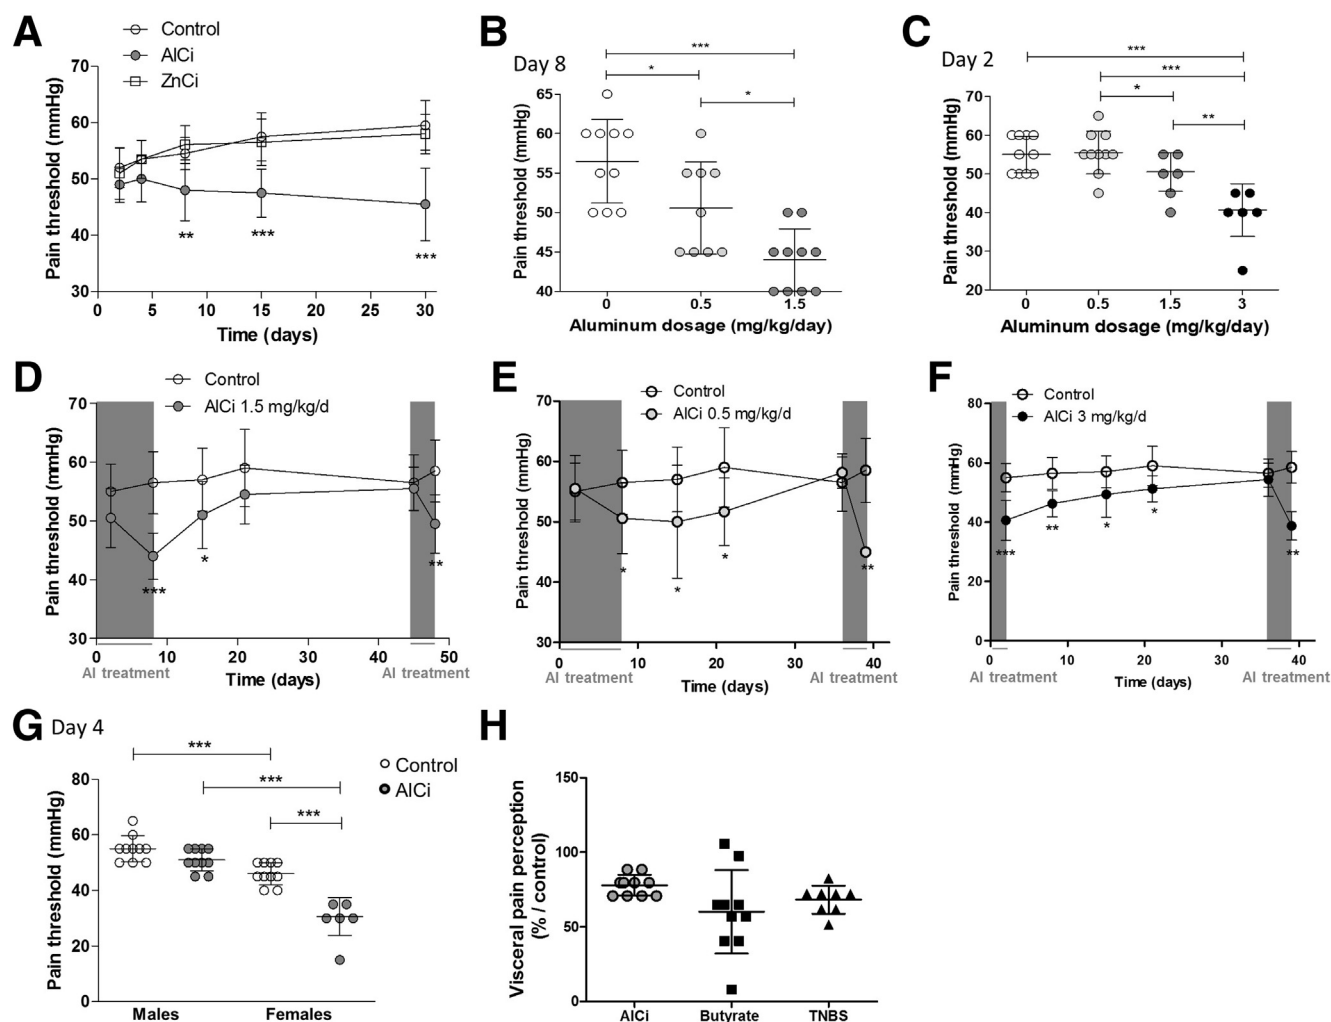 A
Control
AlCi
ZnCi
Pain threshold (mmHg)
70
60
50
40
30
** *** ***
0 5 10 15 20 25 30
Time (days)
B
Day 8
***
*
*
Pain threshold (mmHg)
65
60
55
50
45
40
0 0.5 1.5
Aluminum dosage (mg/kg/day)
C
Day 2
***
***
*
**
Pain threshold (mmHg)
70
60
50
40
30
20
0 0.5 1.5 3
Aluminum dosage (mg/kg/day)
D
Control
AlCi 1.5 mg/kg/d
Pain threshold (mmHg)
70
60
50
40
30
*** * **
0 10 20 30 40 50
Al treatment Time (days) Al treatment
E
Control
AlCi 0.5 mg/kg/d
Pain threshold (mmHg)
70
60
50
40
30
* * * **
0 10 20 30 40
Al treatment Time (days) Al treatment
F
Control
AlCi 3 mg/kg/d
Pain threshold (mmHg)
80
60
40
20
0
*** ** * * **
0 10 20 30 40
Al treatment Time (days) Al treatment
G
Day 4
***
***
***
Control
AlCi
Pain threshold (mmHg)
80
60
40
20
0
Males Females
H
Visceral pain perception
(% / control)
150
100
50
0
AlCi Butyrate TNBS